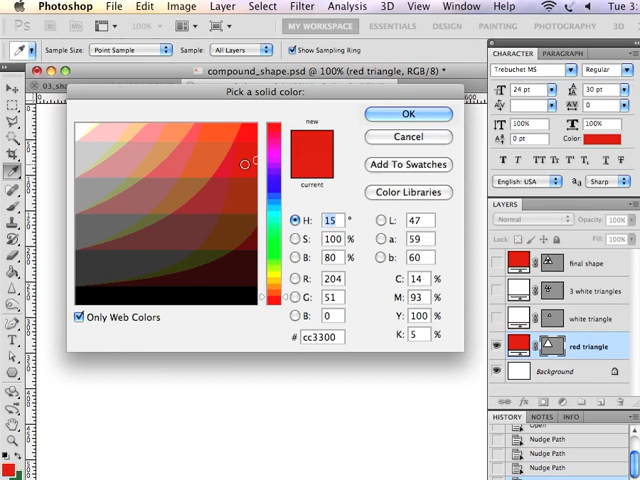 Photoshop File Edit Image Layer Select Filter Analysis 3D View Window Help Tue 3:
Ps Br 100% MY WORKSPACE ESSENTIALS DESIGN PAINTING PHOTOGRAPHY 3D
Sample Size: Point Sample Sample: All Layers Show Sampling Ring
compound_shape.psd @ 100% (red triangle, RGB/8) *
Pick a solid color:
new
current
OK
Cancel
Add To Swatches
Color Libraries
H: 15 °
S: 100 %
B: 80 %
R: 204
G: 51
B: 0
# cc3300
L: 47
a: 59
b: 60
C: 14 %
M: 93 %
Y: 100 %
K: 5 %
Only Web Colors
CHARACTER PARAGRAPH
Trebuchet MS Regular
24 pt 30 pt
0
100% 100%
0 pt Color:
English: USA Sharp
LAYERS
Normal Opacity: 100%
Lock: Fill: 100%
final shape
3 white triangles
white triangle
red triangle
Background
HISTORY NOTES INFO
Open
Nudge Path
Nudge Path
Nudge Path